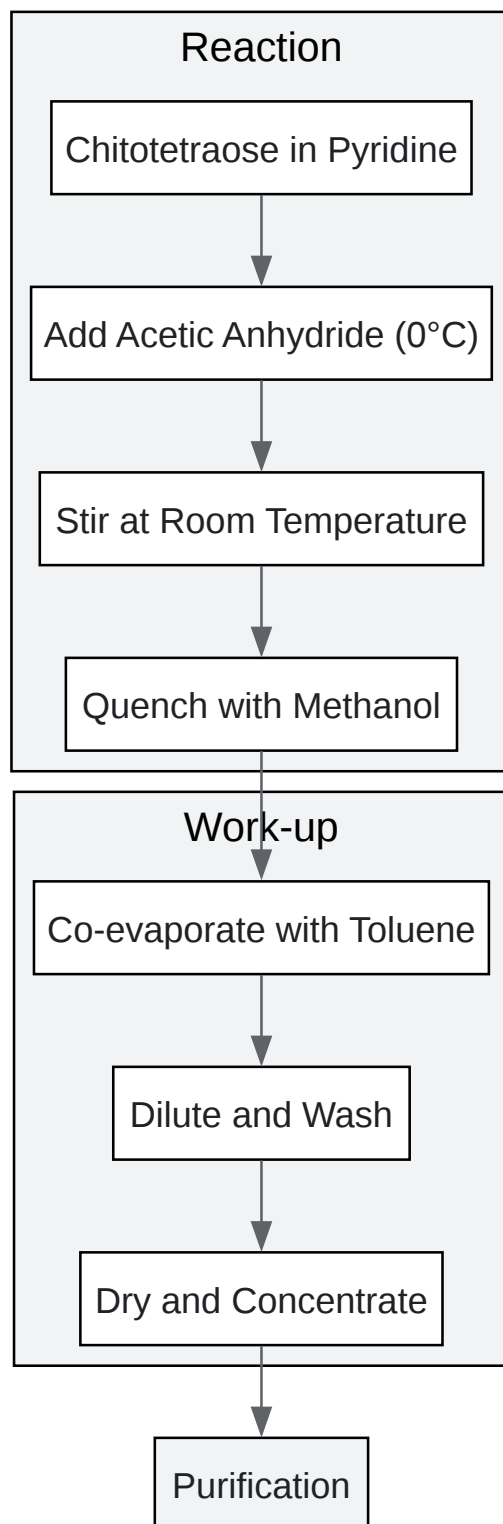 Reaction
Chitotetraose in Pyridine
Add Acetic Anhydride (0°C)
Stir at Room Temperature
Quench with Methanol
Work-up
Co-evaporate with Toluene
Dilute and Wash
Dry and Concentrate
Purification